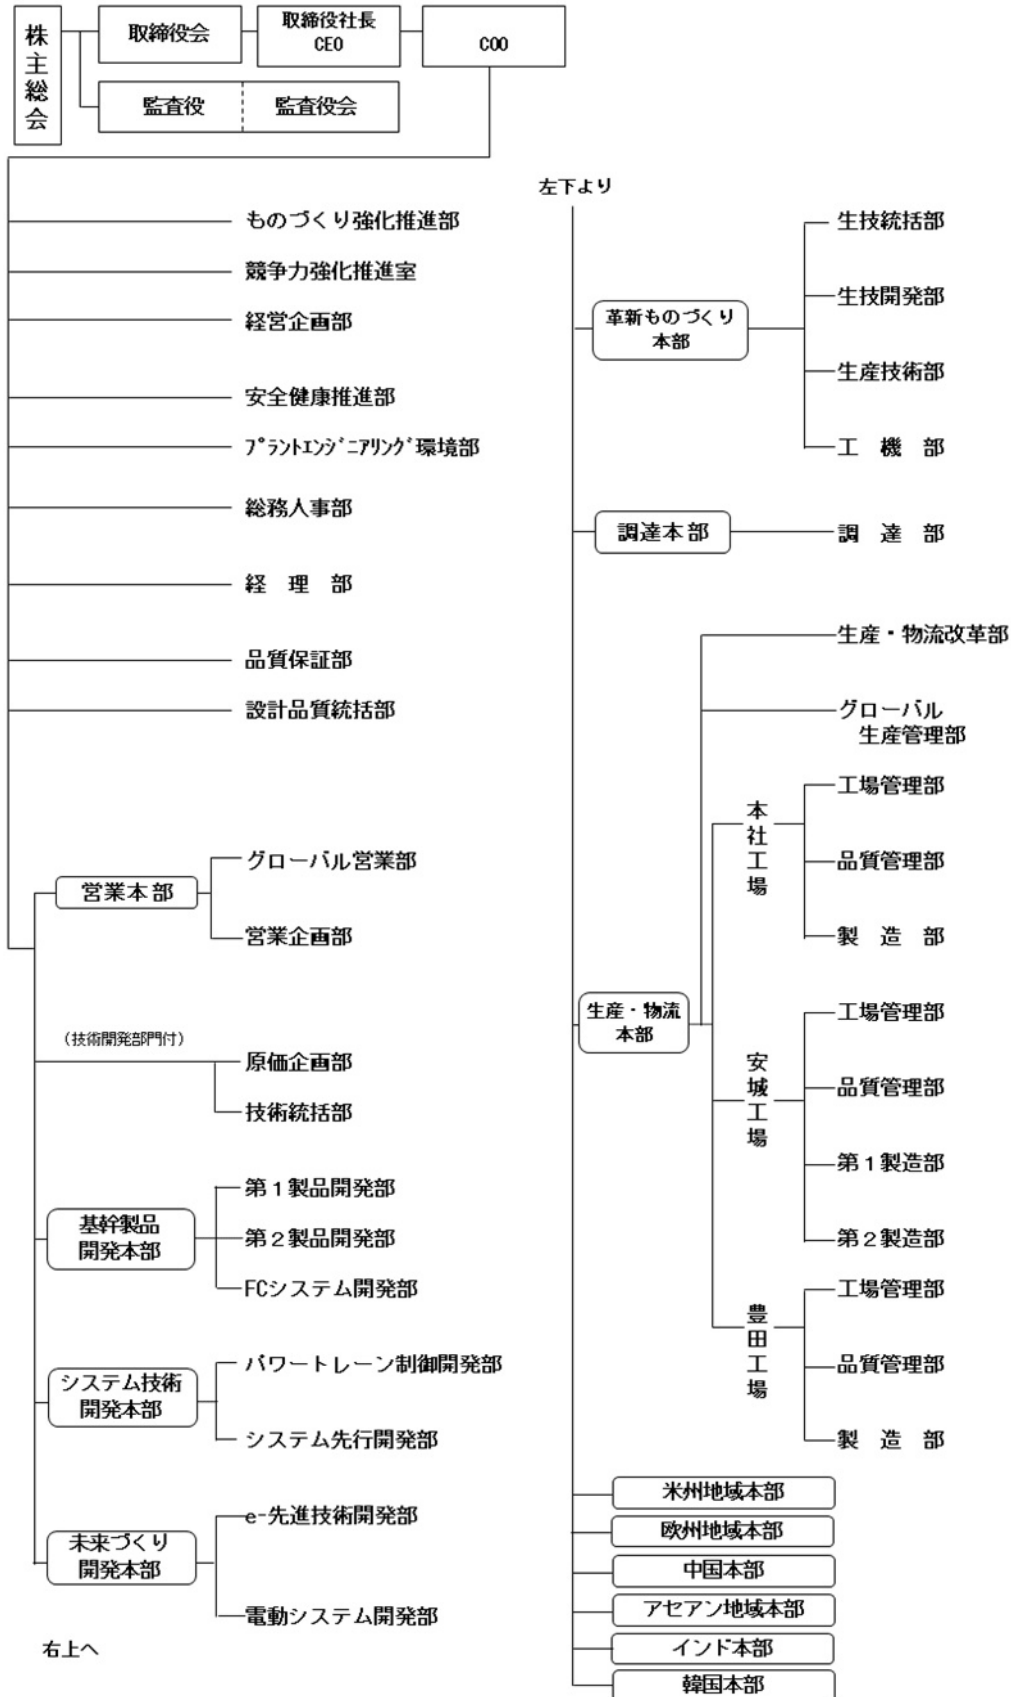 株主総会
取締役会
取締役社長
CEO
COO
監査役
監査役会
ものづくり強化推進部
競争力強化推進室
経営企画部
安全健康推進部
ﾌﾟﾗﾝﾄｴﾝｼﾞﾆｱﾘﾝｸﾞ環境部
総務人事部
経　理　部
品質保証部
設計品質統括部
営業本部
グローバル営業部
営業企画部
（技術開発部門付）
原価企画部
技術統括部
基幹製品
開発本部
第１製品開発部
第２製品開発部
FCシステム開発部
システム技術
開発本部
パワートレーン制御開発部
システム先行開発部
未来づくり
開発本部
e-先進技術開発部
電動システム開発部
右上へ
左下より
革新ものづくり
本部
生技統括部
生技開発部
生産技術部
工　機　部
調達本部
調　達　部
生産・物流
本部
生産・物流改革部
グローバル
生産管理部
本社工場
工場管理部
品質管理部
製　造　部
安城工場
工場管理部
品質管理部
第１製造部
第２製造部
豊田工場
工場管理部
品質管理部
製　造　部
米州地域本部
欧州地域本部
中国本部
アセアン地域本部
インド本部
韓国本部